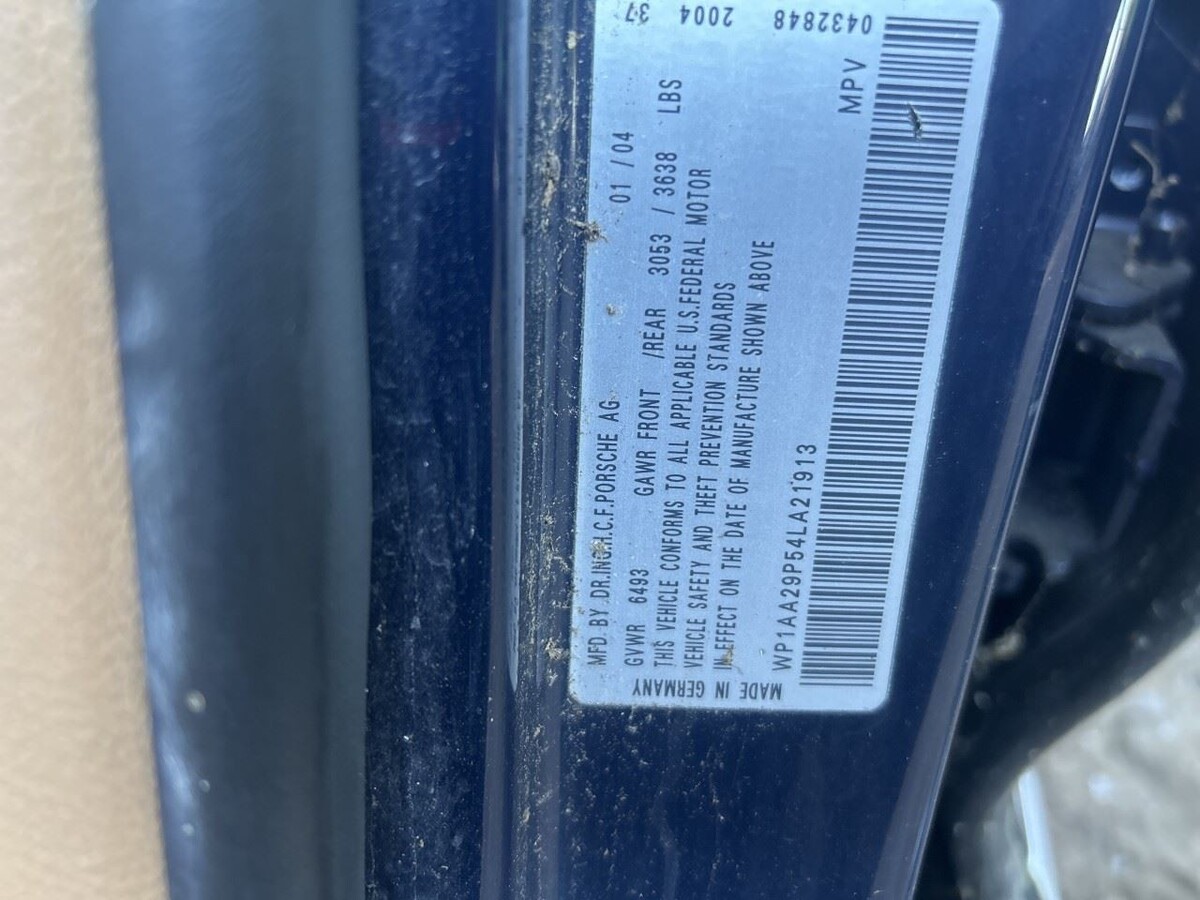 MFD. BY DR.ING.H.C.F.PORSCHE AG 01 / 04
GVWR 6493 GAWR FRONT /REAR 3053 / 3638 LBS
THIS VEHICLE CONFORMS TO ALL APPLICABLE U.S.FEDERAL MOTOR
VEHICLE SAFETY AND THEFT PREVENTION STANDARDS
IN EFFECT ON THE DATE OF MANUFACTURE SHOWN ABOVE
WP1AA29P54LA21913 MPV
MADE IN GERMANY
37 2004 0432848